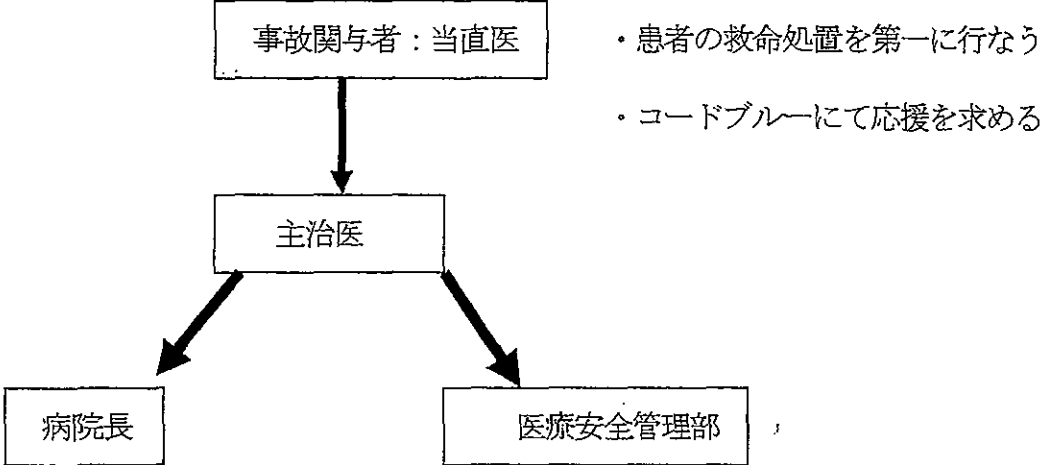 事故関与者：当直医
・患者の救命処置を第一に行なう
・コードブルーにて応援を求める
主治医
病院長
医療安全管理部